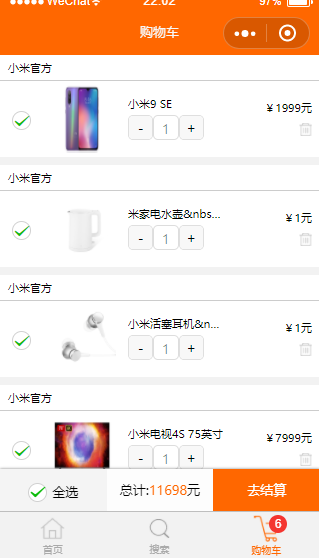 WeChat
22:02
97%
购物车
小米官方
小米9 SE
￥1999元
- 1 +
小米官方
米家电水壶&nbs...
￥1元
- 1 +
小米官方
小米活塞耳机&n...
￥1元
- 1 +
小米官方
小米电视4S 75英寸
￥7999元
- 1 +
全选
总计:11698元
去结算
6
首页
搜索
购物车